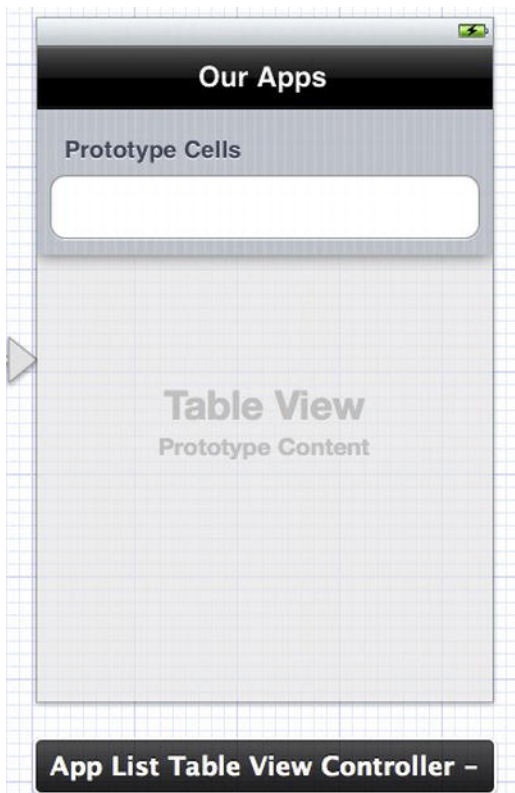 Our Apps
Prototype Cells
Table View
Prototype Content
App List Table View Controller –